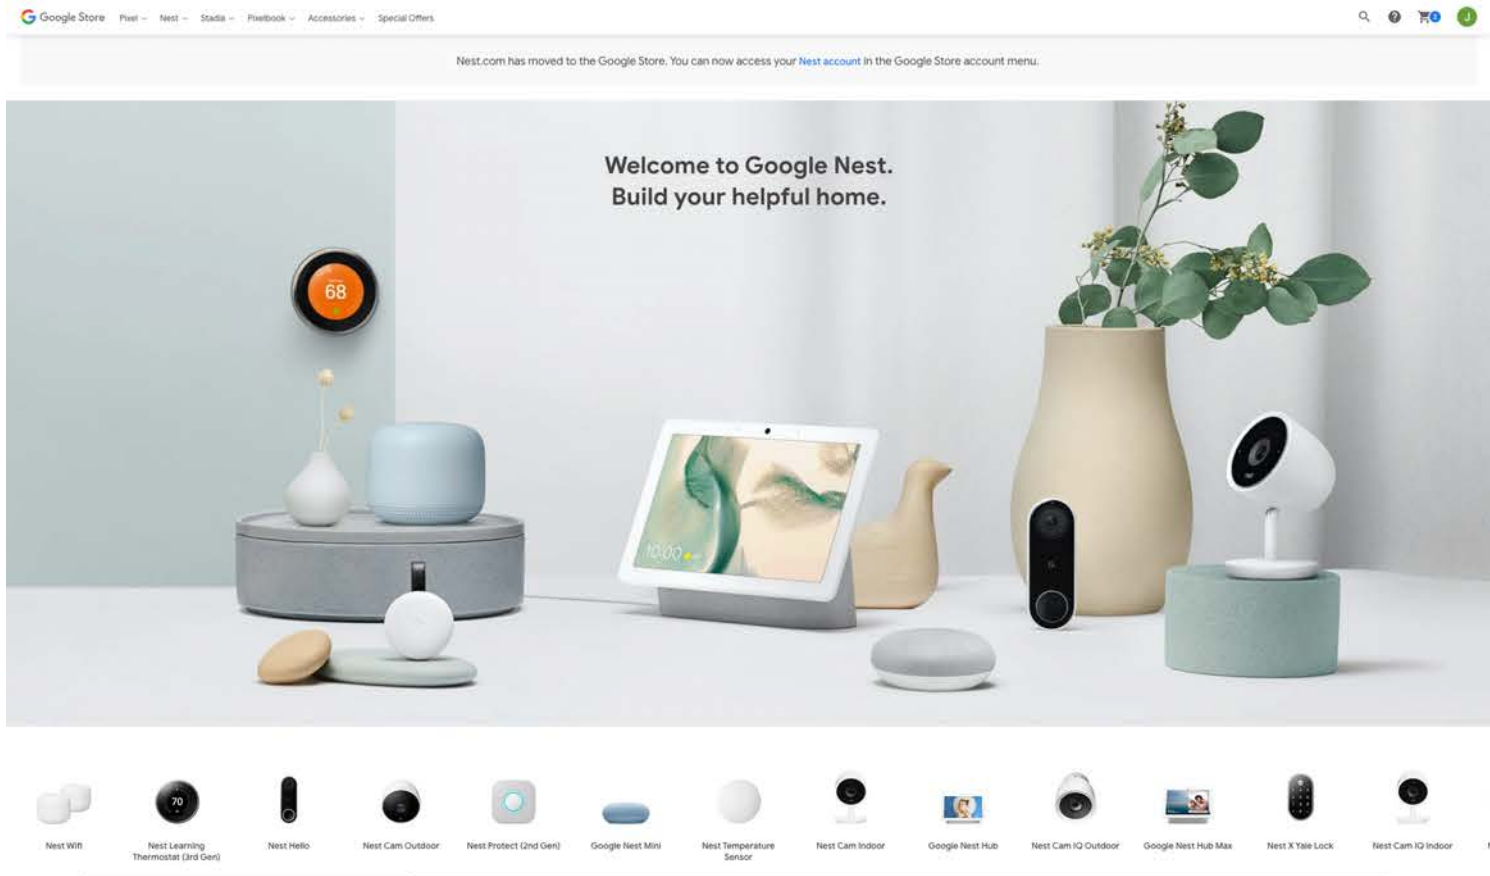 Google Store Pixel Nest Stadia Pixelbook Accessories Special Offers 2 J
Nest.com has moved to the Google Store. You can now access your Nest account in the Google Store account menu.
Welcome to Google Nest.
Build your helpful home.
68
10:00
70
Nest Wifi
Nest Learning
Thermostat (3rd Gen)
Nest Hello
Nest Cam Outdoor
Nest Protect (2nd Gen)
Google Nest Mini
Nest Temperature
Sensor
Nest Cam Indoor
Google Nest Hub
Nest Cam IQ Outdoor
Google Nest Hub Max
Nest X Yale Lock
Nest Cam IQ Indoor